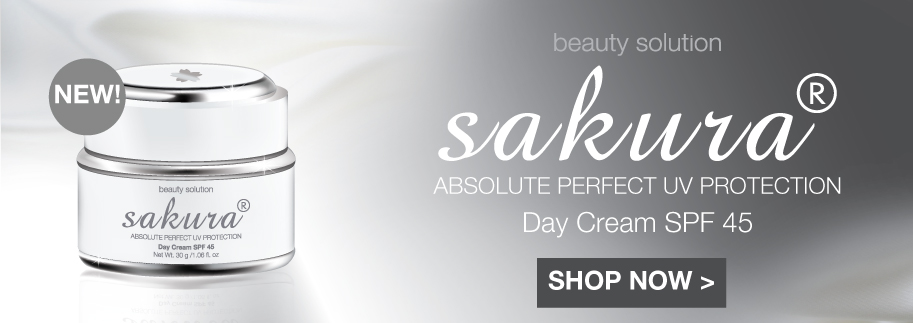 NEW!
beauty solution
sakura®
ABSOLUTE PERFECT UV PROTECTION
Day Cream SPF 45
Net Wt. 30 g /1.06 fl. oz
beauty solution
sakura®
ABSOLUTE PERFECT UV PROTECTION
Day Cream SPF 45
SHOP NOW >